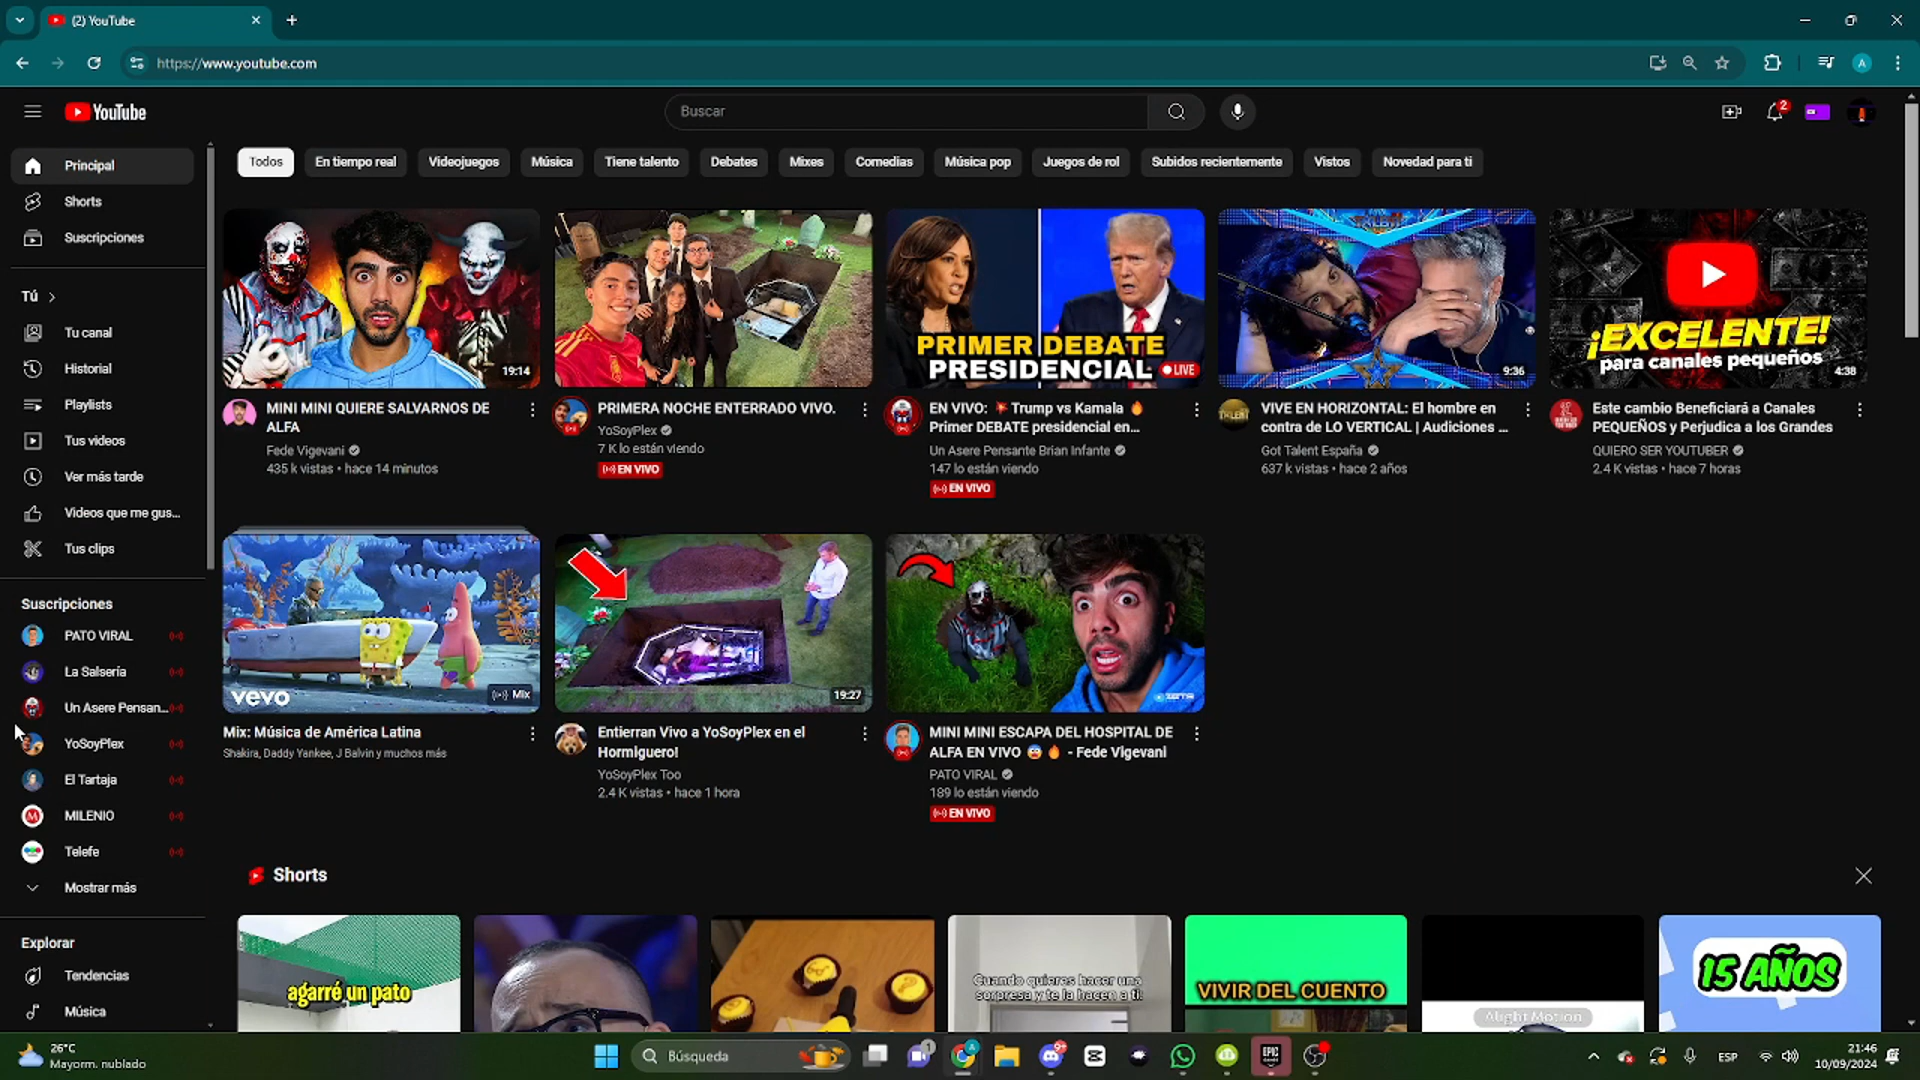 (2) YouTube
https://www.youtube.com
YouTube
Buscar
2
Principal
Shorts
Suscripciones
Tú
Tu canal
Historial
Playlists
Tus videos
Ver más tarde
Videos que me gus...
Tus clips
Suscripciones
PATO VIRAL
La Salsería
Un Asere Pensan...
YoSoyPlex
El Tartaja
MILENIO
Telefe
Mostrar más
Explorar
Tendencias
Música
Todos
En tiempo real
Videojuegos
Música
Tiene talento
Debates
Mixes
Comedias
Música pop
Juegos de rol
Subidos recientemente
Vistos
Novedad para ti
19:14
MINI MINI QUIERE SALVARNOS DE
ALFA
Fede Vigevani
435 k vistas • hace 14 minutos
PRIMERA NOCHE ENTERRADO VIVO.
YoSoyPlex
7 K lo están viendo
EN VIVO
PRIMER DEBATE
PRESIDENCIAL
LIVE
EN VIVO: 💥Trump vs Kamala 🔥
Primer DEBATE presidencial en...
Un Asere Pensante Brian Infante
147 lo están viendo
EN VIVO
9:36
VIVE EN HORIZONTAL: El hombre en
contra de LO VERTICAL | Audiciones ...
Got Talent España
637 k vistas • hace 2 años
¡EXCELENTE!
para canales pequeños
4:38
Este cambio Beneficiará a Canales
PEQUEÑOS y Perjudica a los Grandes
QUIERO SER YOUTUBER
2.4 K vistas • hace 7 horas
vevo
Mix
Mix: Música de América Latina
Shakira, Daddy Yankee, J Balvin y muchos más
19:27
Entierran Vivo a YoSoyPlex en el
Hormiguero!
YoSoyPlex Too
2.4 K vistas • hace 1 hora
MINI MINI ESCAPA DEL HOSPITAL DE
ALFA EN VIVO 😨 🔥 - Fede Vigevani
PATO VIRAL
189 lo están viendo
EN VIVO
Shorts
agarré un pato
Cuando quieres hacer una
sorpresa y te la hacen a ti:
VIVIR DEL CUENTO
Alight Motion
15 AÑOS
26°C
Mayorm. nublado
Búsqueda
1
A
9+
EPIC
GAMES
ESP
21:46
10/09/2024